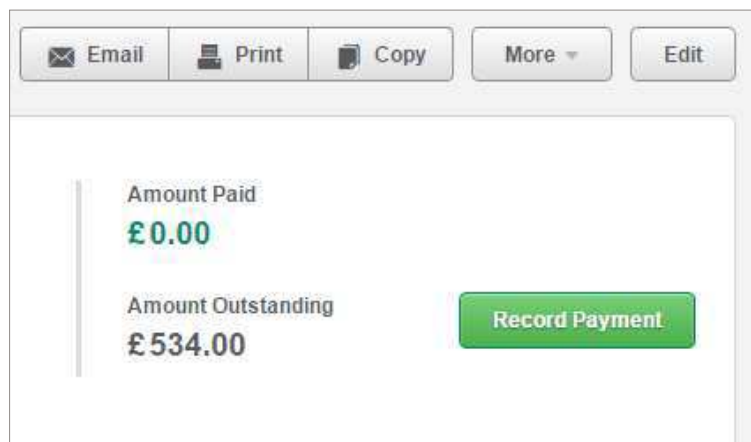 Email Print Copy More Edit
Amount Paid
£0.00
Amount Outstanding
£534.00
Record Payment